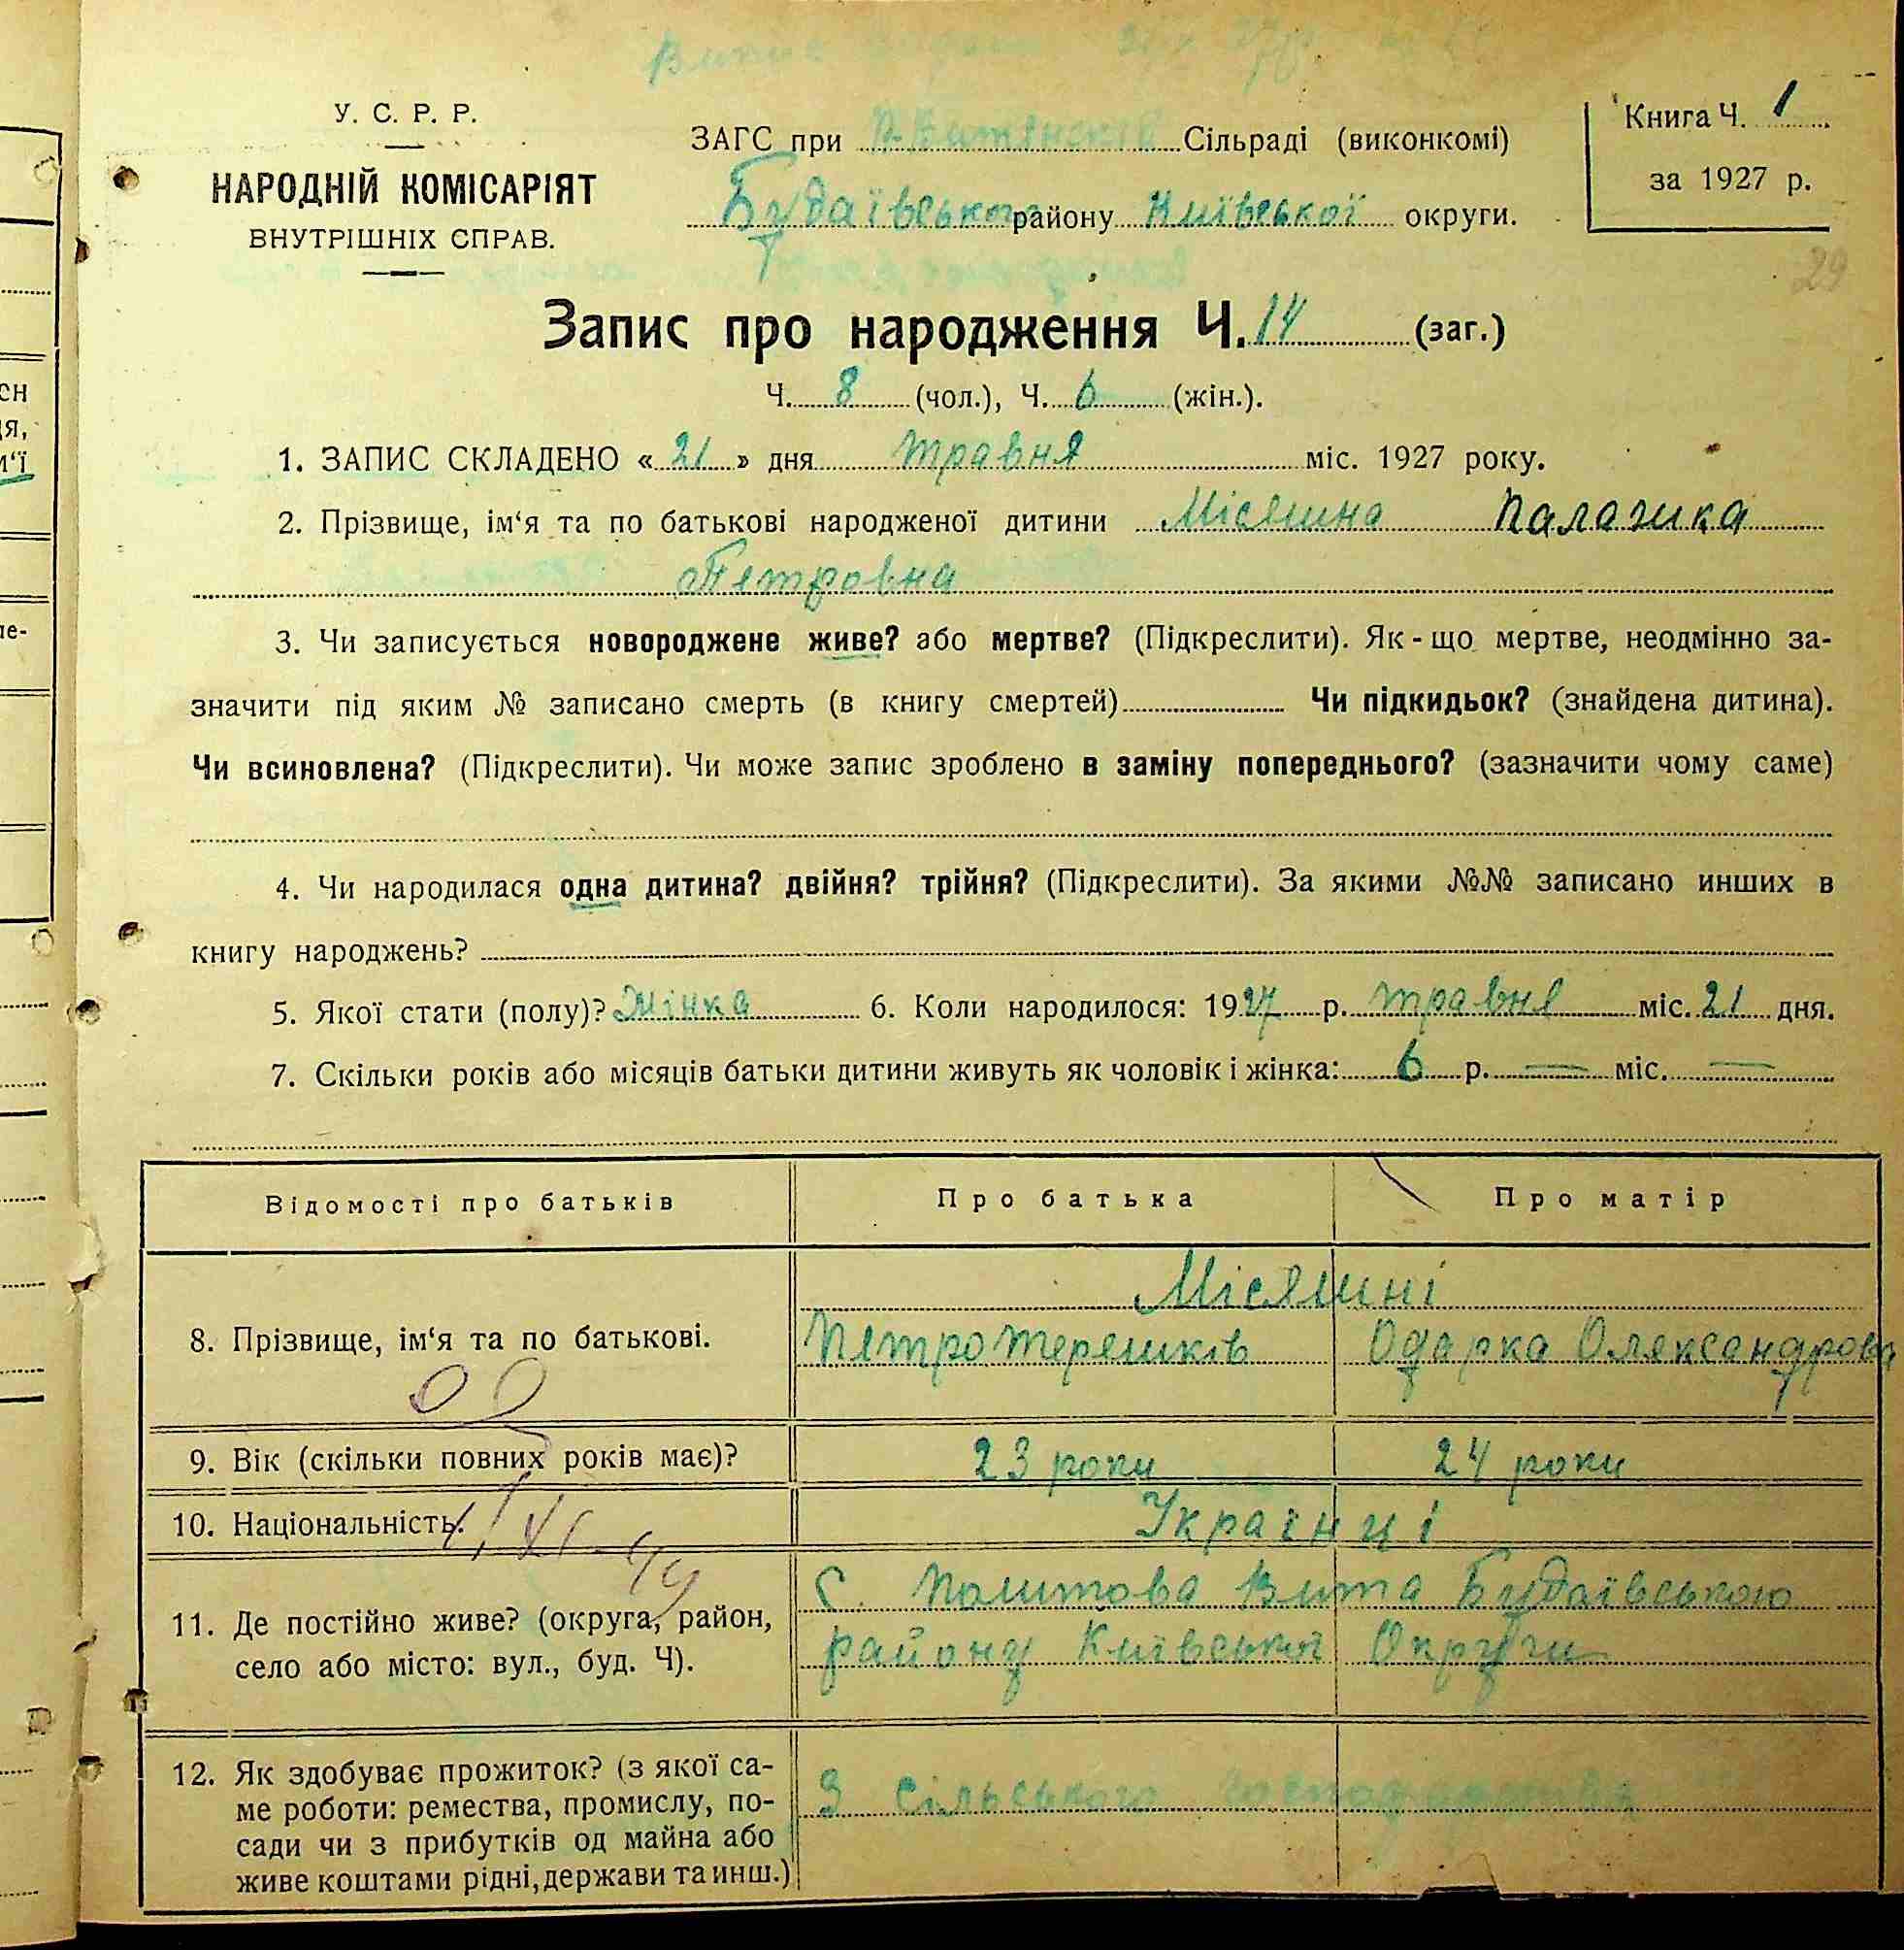 У. С. Р. Р.
НАРОДНІЙ КОМІСАРІЯТ
ВНУТРІШНІХ СПРАВ.
ЗАГС при П-Витянскій Сільраді (виконкомі)
Будаївського району Київської округи.
Книга Ч. 1
за 1927 р.
29
Запис про народження Ч. 14 (заг.)
Ч. 8 (чол.), Ч. 6 (жін.).
1. ЗАПИС СКЛАДЕНО « 21 » дня травня міс. 1927 року.
2. Прізвище, ім‘я та по батькові народженої дитини Місяшна Палажка
Петровна
3. Чи записується новороджене живе? або мертве? (Підкреслити). Як-що мертве, неодмінно за-
значити під яким № записано смерть (в книгу смертей) Чи підкидьок? (знайдена дитина).
Чи всиновлена? (Підкреслити). Чи може запис зроблено в заміну попереднього? (зазначити чому саме)
4. Чи народилася одна дитина? двійня? трійня? (Підкреслити). За якими №№ записано инших в
книгу народжень?
5. Якої стати (полу)? Жінка 6. Коли народилося: 1927 р. травня міс. 21 дня.
7. Скільки років або місяців батьки дитини живуть як чоловік і жінка: 6 р. — міс. —
Відомості про батьків Про батька Про матір
Місяшні
8. Прізвище, ім‘я та по батькові. Пятро Терешків Одарка Оляксандрова
9. Вік (скільки повних років має)? 23 роки 24 роки
10. Національність. Українці
11. Де постійно живе? (округа, район,
село або місто: вул., буд. Ч).
С. Поштова Вита Будаївського
району Київської Округи
12. Як здобуває прожиток? (з якої са-
ме роботи: ремества, промислу, по-
сади чи з прибутків од майна або
живе коштами рідні, держави та инш.)
З сільського господарства